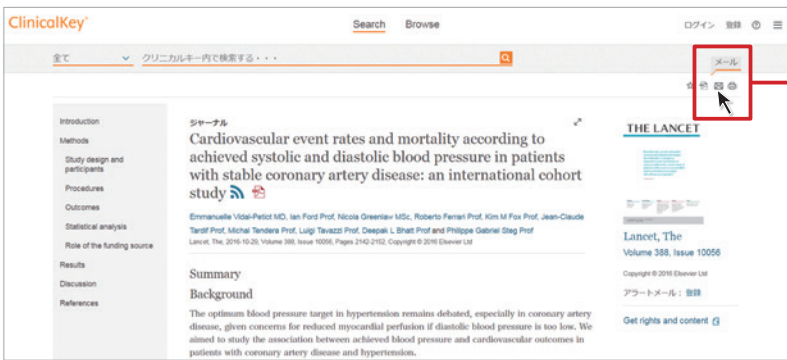 ClinicalKey®
Search Browse
ログイン 登録
全て クリニカルキー内で検索する・・・
メール
Introduction
Methods
Study design and
participants
Procedures
Outcomes
Statistical analysis
Role of the funding source
Results
Discussion
References
ジャーナル
Cardiovascular event rates and mortality according to
achieved systolic and diastolic blood pressure in patients
with stable coronary artery disease: an international cohort
study
Emmanuelle Vidal-Petiot MD, Ian Ford Prof, Nicola Greenlaw MSc, Roberto Ferrari Prof, Kim M Fox Prof, Jean-Claude
Tardif Prof, Michal Tendera Prof, Luigi Tavazzi Prof, Deepak L Bhatt Prof and Philippe Gabriel Steg Prof
Lancet, The, 2016-10-29, Volume 388, Issue 10056, Pages 2142-2152, Copyright © 2016 Elsevier Ltd
Summary
Background
The optimum blood pressure target in hypertension remains debated, especially in coronary artery
disease, given concerns for reduced myocardial perfusion if diastolic blood pressure is too low. We
aimed to study the association between achieved blood pressure and cardiovascular outcomes in
patients with coronary artery disease and hypertension.
THE LANCET
Lancet, The
Volume 388, Issue 10056
Copyright © 2016 Elsevier Ltd
アラートメール： 登録
Get rights and content